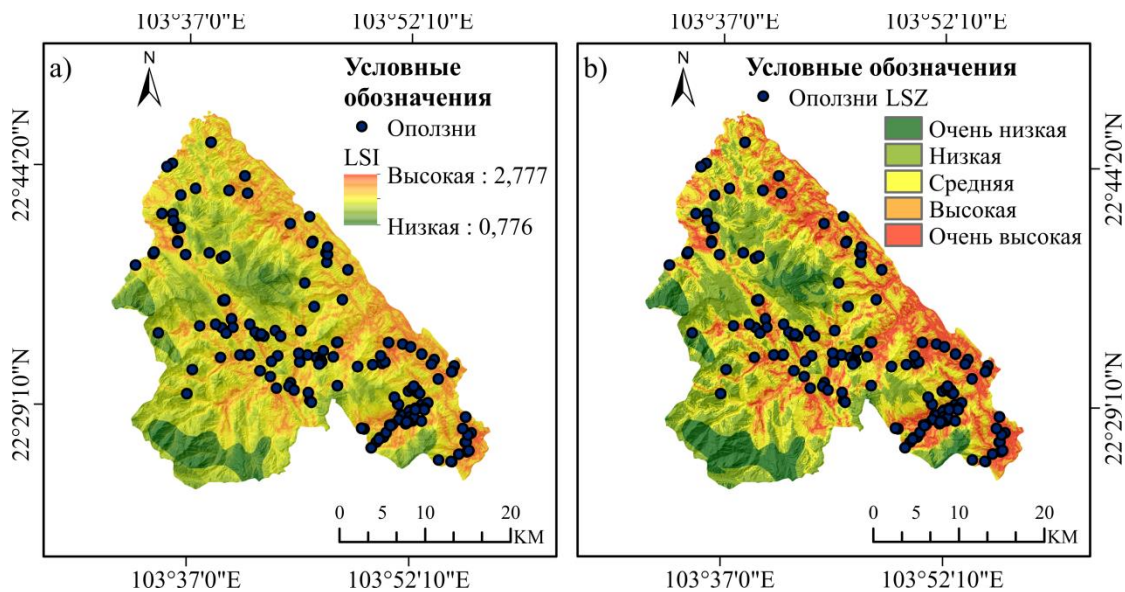 103°37'0"E 103°52'10"E
a)
N
Условные
обозначения
Оползни
LSI
Высокая : 2,777
Низкая : 0,776
22°44'20"N
22°29'10"N
0 5 10 20
KM
103°37'0"E 103°52'10"E
103°37'0"E 103°52'10"E
b)
N
Условные обозначения
Оползни LSZ
Очень низкая
Низкая
Средняя
Высокая
Очень высокая
22°44'20"N
22°29'10"N
0 5 10 20
KM
103°37'0"E 103°52'10"E